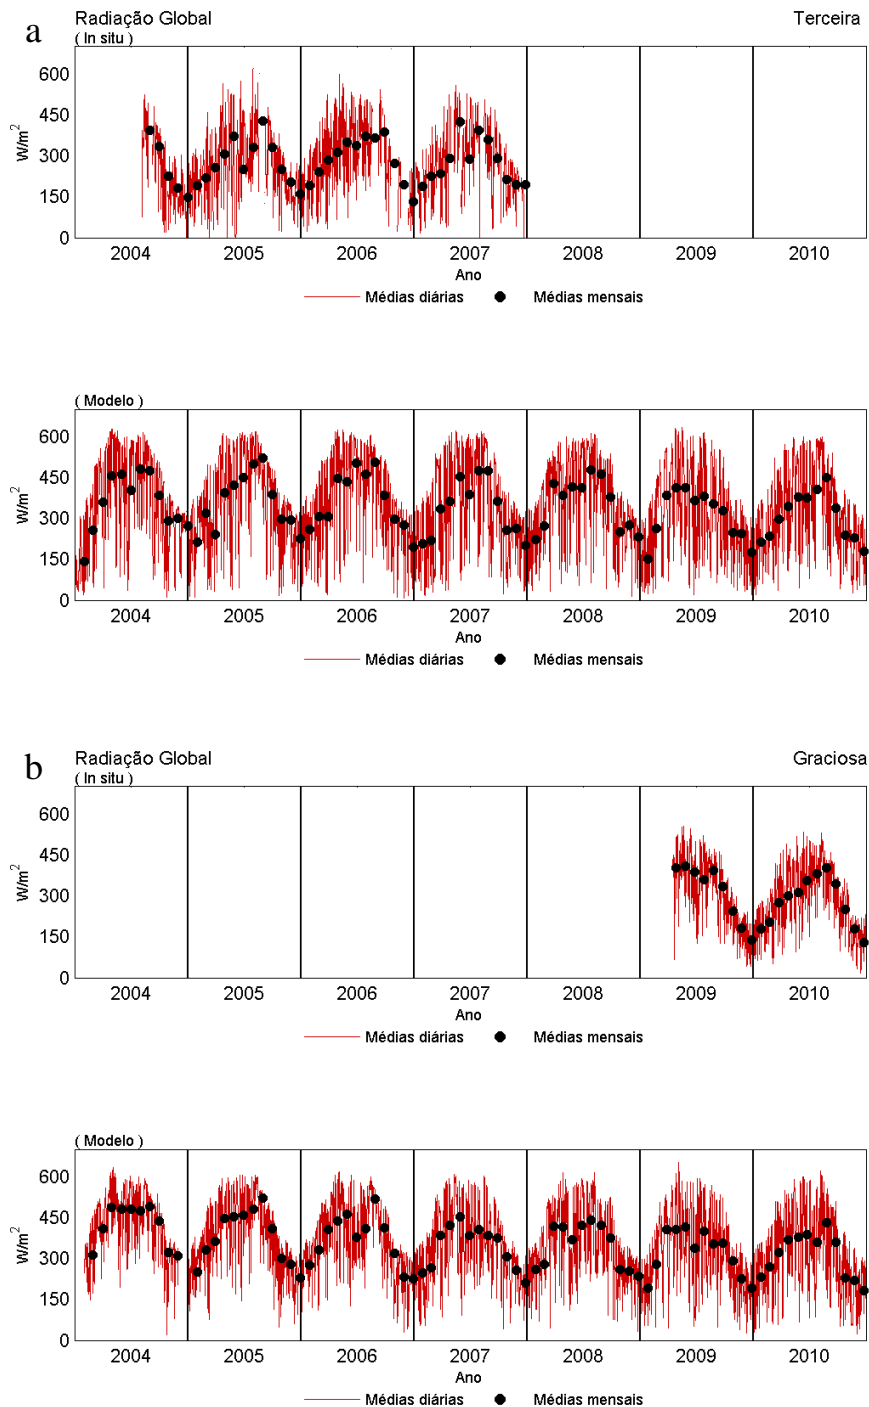 a
Radiação Global Terceira
( In situ )
600
450
300
150
0
W/m²
2004 2005 2006 2007 2008 2009 2010
Ano
Médias diárias Médias mensais
( Modelo )
600
450
300
150
0
W/m²
2004 2005 2006 2007 2008 2009 2010
Ano
Médias diárias Médias mensais
b
Radiação Global Graciosa
( In situ )
600
450
300
150
0
W/m²
2004 2005 2006 2007 2008 2009 2010
Ano
Médias diárias Médias mensais
( Modelo )
600
450
300
150
0
W/m²
2004 2005 2006 2007 2008 2009 2010
Ano
Médias diárias Médias mensais